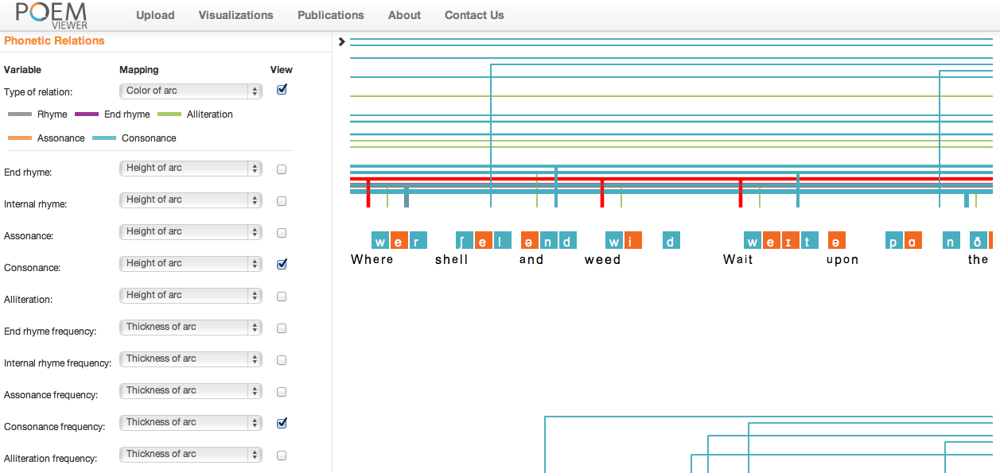 POEM VIEWER
Upload Visualizations Publications About Contact Us
Phonetic Relations
Variable Mapping View
Type of relation: Color of arc
Rhyme End rhyme Alliteration
Assonance Consonance
End rhyme: Height of arc
Internal rhyme: Height of arc
Assonance: Height of arc
Consonance: Height of arc
Alliteration: Height of arc
End rhyme frequency: Thickness of arc
Internal rhyme frequency: Thickness of arc
Assonance frequency: Thickness of arc
Consonance frequency: Thickness of arc
Alliteration frequency: Thickness of arc
w e r ʃ e l ə n d w i d w e ɪ t ə p ɑ n ð
Where shell and weed Wait upon the